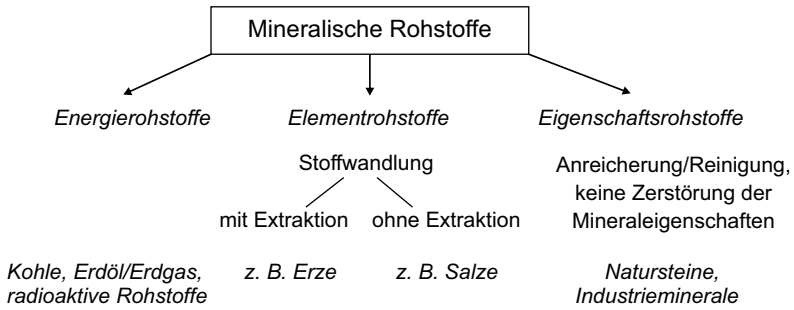 Mineralische Rohstoffe
Energierohstoffe
Elementrohstoffe
Eigenschaftsrohstoffe
Stoffwandlung
Anreicherung/Reinigung,
keine Zerstörung der
Mineraleigenschaften
mit Extraktion
ohne Extraktion
Kohle, Erdöl/Erdgas,
radioaktive Rohstoffe
z. B. Erze
z. B. Salze
Natursteine,
Industrieminerale